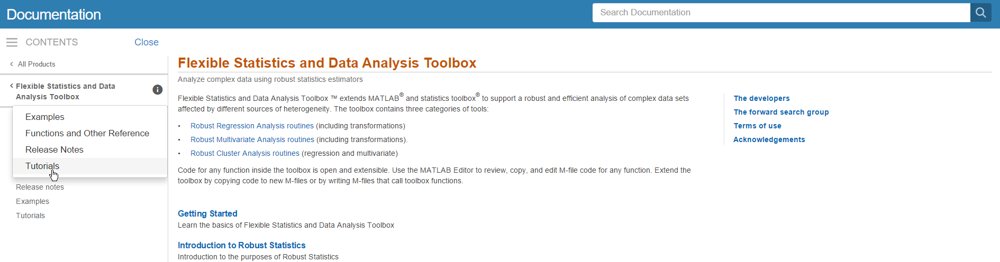 Documentation
Search Documentation
CONTENTS
Close
All Products
Flexible Statistics and Data
Analysis Toolbox
Examples
Functions and Other Reference
Release Notes
Tutorials
Release notes
Examples
Tutorials
Flexible Statistics and Data Analysis Toolbox
Analyze complex data using robust statistics estimators
Flexible Statistics and Data Analysis Toolbox ™ extends MATLAB® and statistics toolbox® to support a robust and efficient analysis of complex data sets
affected by different sources of heterogeneity. The toolbox contains three categories of tools:
• Robust Regression Analysis routines (including transformations)
• Robust Multivariate Analysis routines (including transformations).
• Robust Cluster Analysis routines (regression and multivariate)
Code for any function inside the toolbox is open and extensible. Use the MATLAB Editor to review, copy, and edit M-file code for any function. Extend the
toolbox by copying code to new M-files or by writing M-files that call toolbox functions.
Getting Started
Learn the basics of Flexible Statistics and Data Analysis Toolbox
Introduction to Robust Statistics
Introduction to the purposes of Robust Statistics
The developers
The forward search group
Terms of use
Acknowledgements